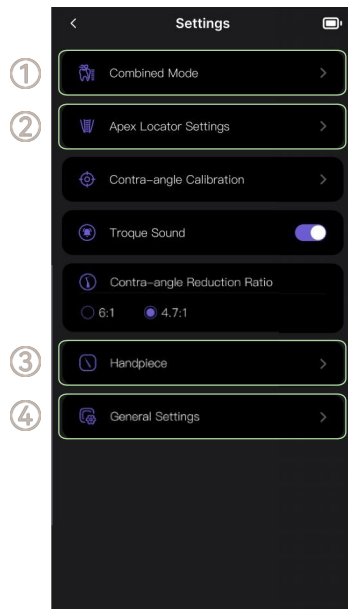 Settings
① Combined Mode
② Apex Locator Settings
Contra-angle Calibration
Troque Sound
Contra-angle Reduction Ratio
6:1 4.7:1
③ Handpiece
④ General Settings